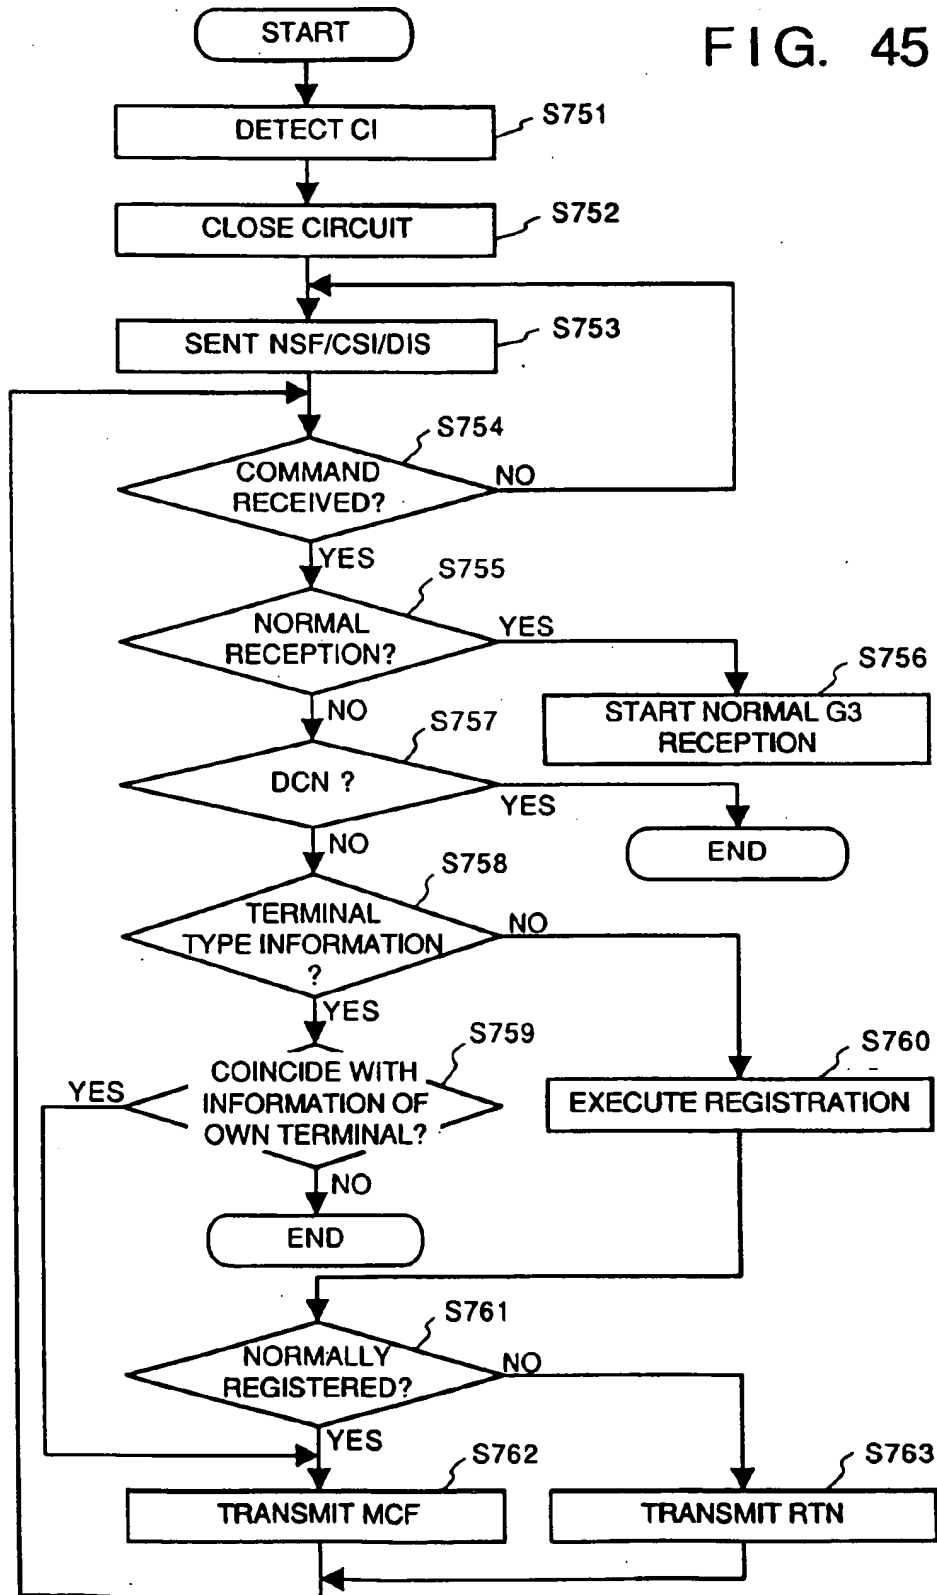 START
FIG. 45
DETECT CI
S751
CLOSE CIRCUIT
S752
SENT NSF/CSI/DIS
S753
COMMAND
RECEIVED?
S754
NO
YES
NORMAL
RECEPTION?
S755
YES
NO
START NORMAL G3
RECEPTION
S756
DCN ?
S757
YES
NO
END
TERMINAL
TYPE INFORMATION
?
S758
NO
YES
COINCIDE WITH
INFORMATION OF
OWN TERMINAL?
S759
YES
NO
EXECUTE REGISTRATION
S760
END
NORMALLY
REGISTERED?
S761
NO
YES
TRANSMIT MCF
S762
TRANSMIT RTN
S763